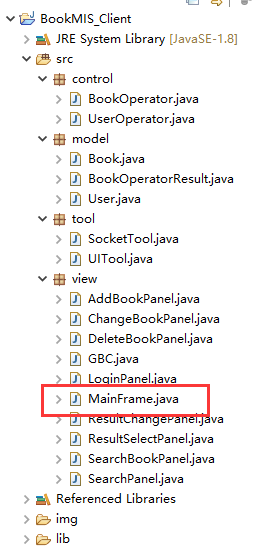 BookMIS_Client
JRE System Library [JavaSE-1.8]
src
control
BookOperator.java
UserOperator.java
model
Book.java
BookOperatorResult.java
User.java
tool
SocketTool.java
UITool.java
view
AddBookPanel.java
ChangeBookPanel.java
DeleteBookPanel.java
GBC.java
LoginPanel.java
MainFrame.java
ResultChangePanel.java
ResultSelectPanel.java
SearchBookPanel.java
SearchPanel.java
Referenced Libraries
img
lib